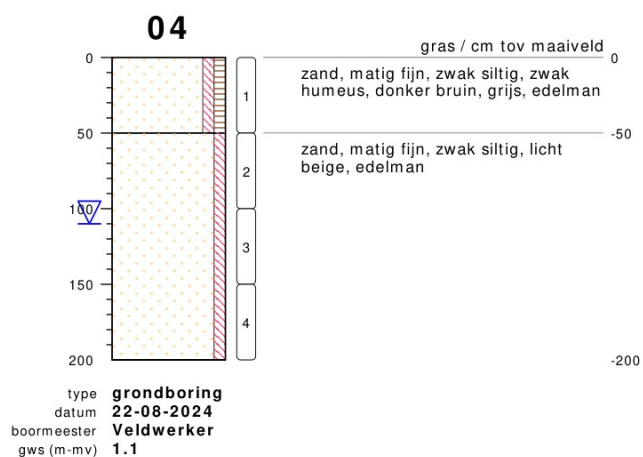 04
gras / cm tov maaiveld
0
0
zand, matig fijn, zwak siltig, zwak
humeus, donker bruin, grijs, edelman
1
50
-50
zand, matig fijn, zwak siltig, licht
beige, edelman
2
100
3
150
4
200
-200
type grondboring
datum 22-08-2024
boormeester Veldwerker
gws (m-mv) 1.1